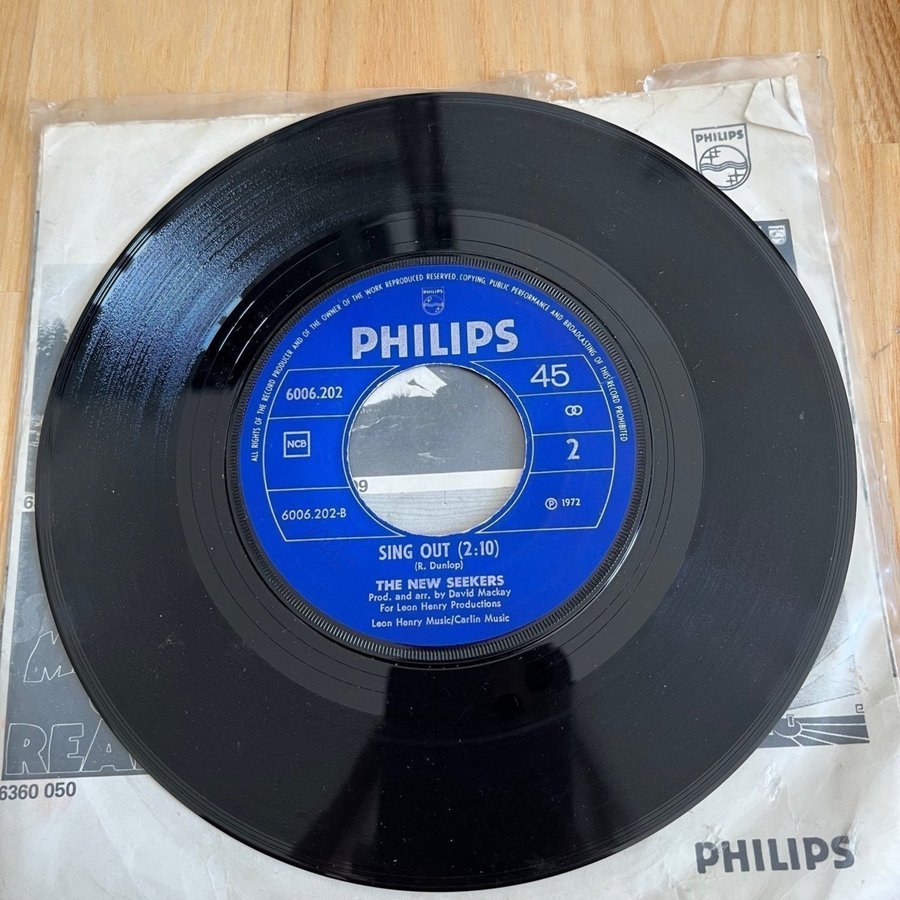 PHILIPS
ALL RIGHTS OF THE RECORD PRODUCER AND OF THE OWNER OF THE WORK REPRODUCED RESERVED. COPYING, PUBLIC PERFORMANCE AND BROADCASTING OF THIS RECORD PROHIBITED
PHILIPS
PHILIPS
6006.202
45
NCB
2
6006.202-B
Ⓟ 1972
SING OUT (2:10)
(R. Dunlop)
THE NEW SEEKERS
Prod. and arr. by David Mackay
For Leon Henry Productions
Leon Henry Music/Carlin Music
REA
6360 050
PHILIPS